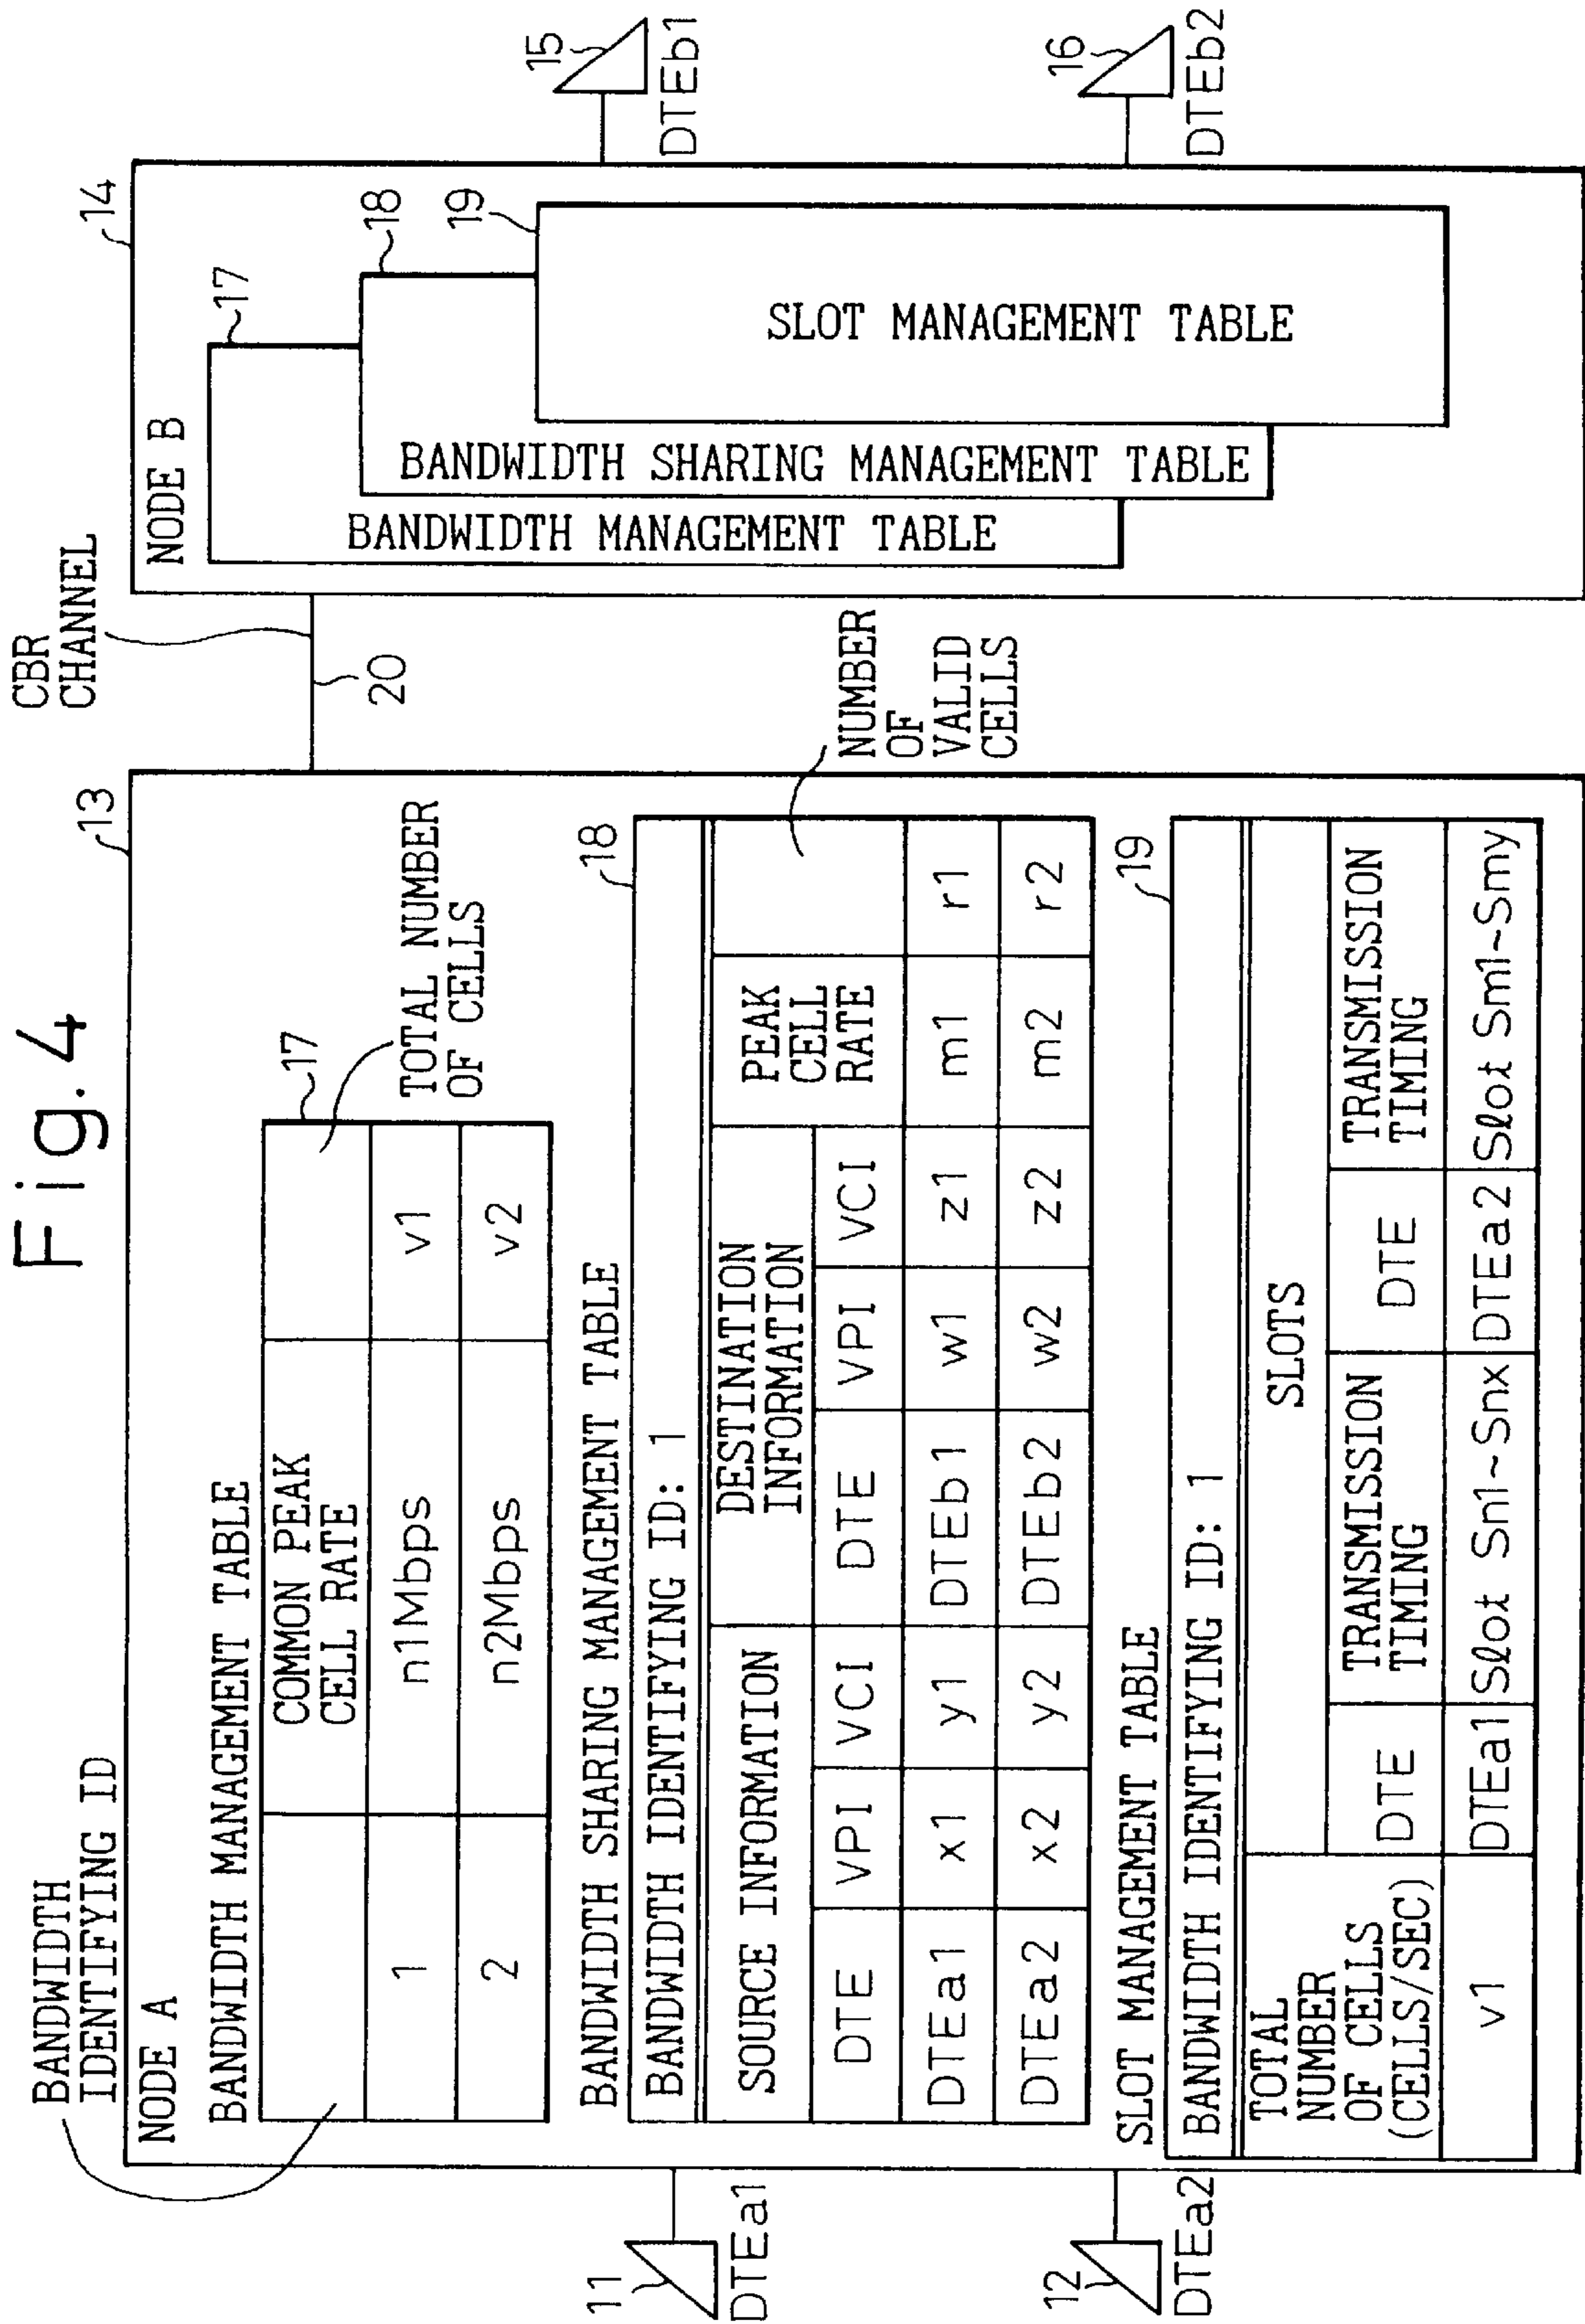 Fig. 4
BANDWIDTH
IDENTIFYING ID
13
NODE A
BANDWIDTH MANAGEMENT TABLE
17
COMMON PEAK
CELL RATE
1 n1Mbps v1
2 n2Mbps v2
TOTAL NUMBER
OF CELLS
BANDWIDTH SHARING MANAGEMENT TABLE
18
BANDWIDTH IDENTIFYING ID: 1
SOURCE INFORMATION
DESTINATION
INFORMATION
PEAK
CELL
RATE
DTE VPI VCI DTE VPI VCI
DTEa1 x1 y1 DTEb1 w1 z1 m1 r1
DTEa2 x2 y2 DTEb2 w2 z2 m2 r2
NUMBER
OF
VALID
CELLS
SLOT MANAGEMENT TABLE
19
BANDWIDTH IDENTIFYING ID: 1
TOTAL
NUMBER
OF CELLS
(CELLS/SEC)
SLOTS
DTE
TRANSMISSION
TIMING
DTE
TRANSMISSION
TIMING
v1 DTEa1 Slot Sn1~Snx DTEa2 Slot Sm1~Smy
11
DTEa1
12
DTEa2
CBR
CHANNEL
20
14
NODE B
17
BANDWIDTH MANAGEMENT TABLE
18
BANDWIDTH SHARING MANAGEMENT TABLE
19
SLOT MANAGEMENT TABLE
15
DTEb1
16
DTEb2